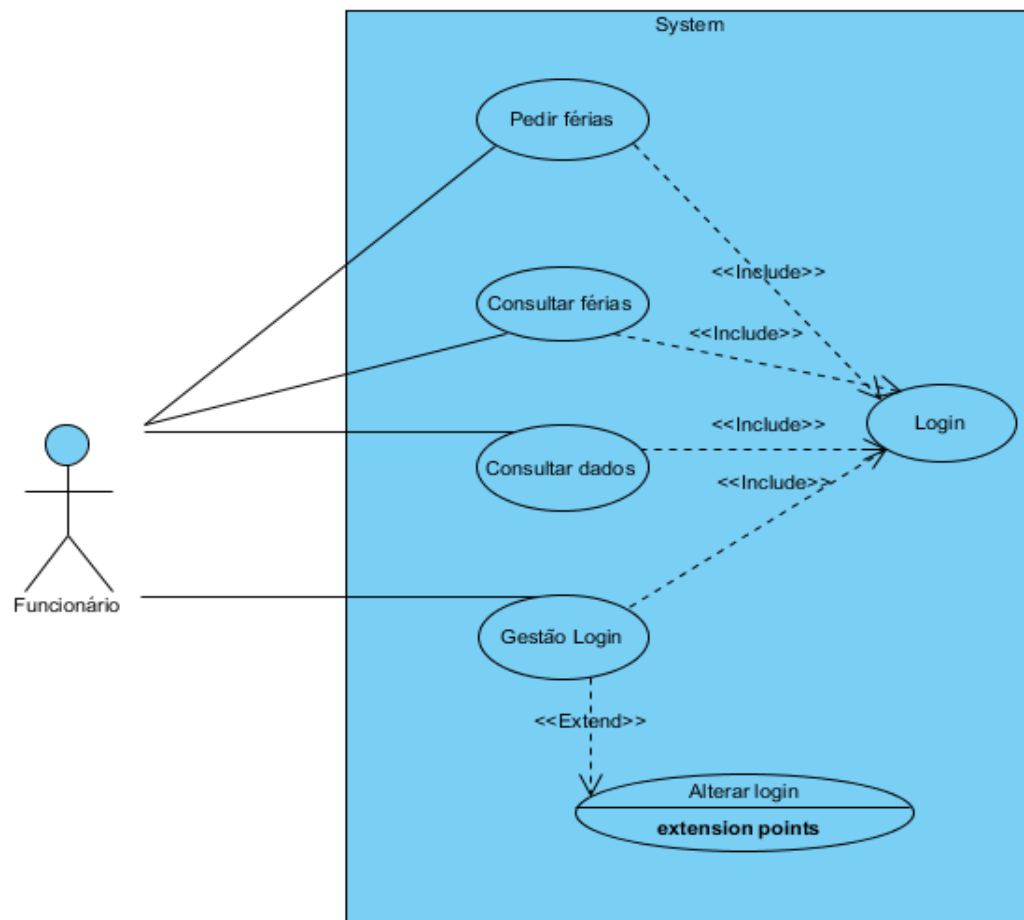 System
Pedir férias
<<Include>>
Consultar férias
<<Include>>
Login
<<Include>>
Consultar dados
<<Include>>
Funcionário
Gestão Login
<<Extend>>
Alterar login
extension points